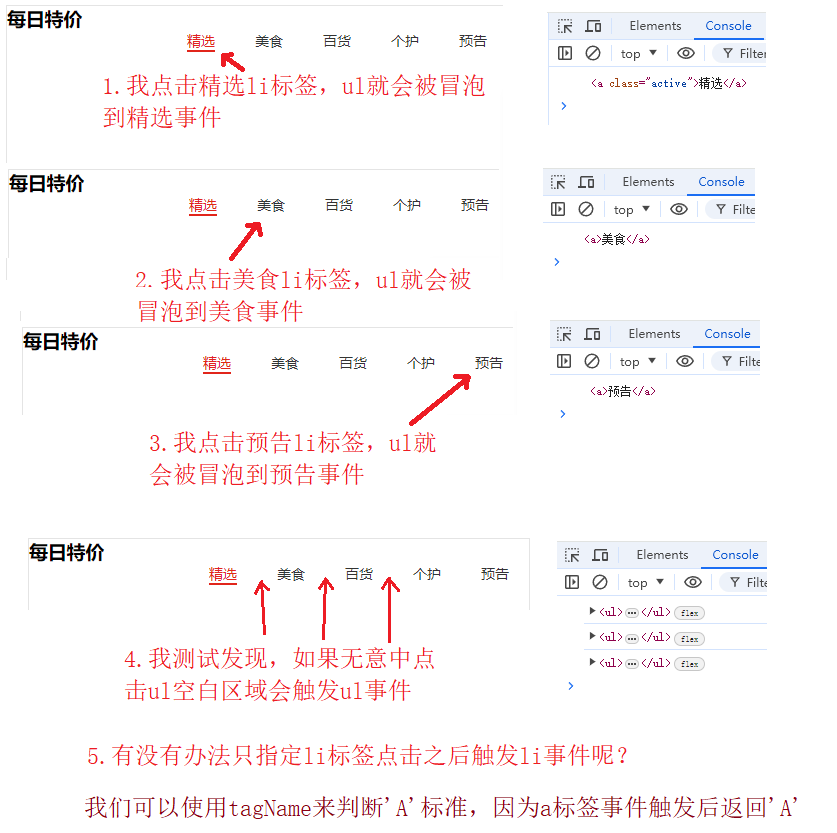 每日特价
精选 美食 百货 个护 预告
1.我点击精选li标签，ul就会被冒泡
到精选事件
Elements Console
top Filter
<a class="active">精选</a>
每日特价
精选 美食 百货 个护 预告
2.我点击美食li标签，ul就会被
冒泡到美食事件
Elements Console
top Filte
<a>美食</a>
每日特价
精选 美食 百货 个护 预告
3.我点击预告li标签，ul就
会被冒泡到预告事件
Elements Console
top Filte
<a>预告</a>
每日特价
精选 美食 百货 个护 预告
4.我测试发现，如果无意中点
击ul空白区域会触发ul事件
Elements Console
top Filte
<ul>…</ul> flex
<ul>…</ul> flex
<ul>…</ul> flex
5.有没有办法只指定li标签点击之后触发li事件呢？
我们可以使用tagName来判断'A'标准，因为a标签事件触发后返回'A'